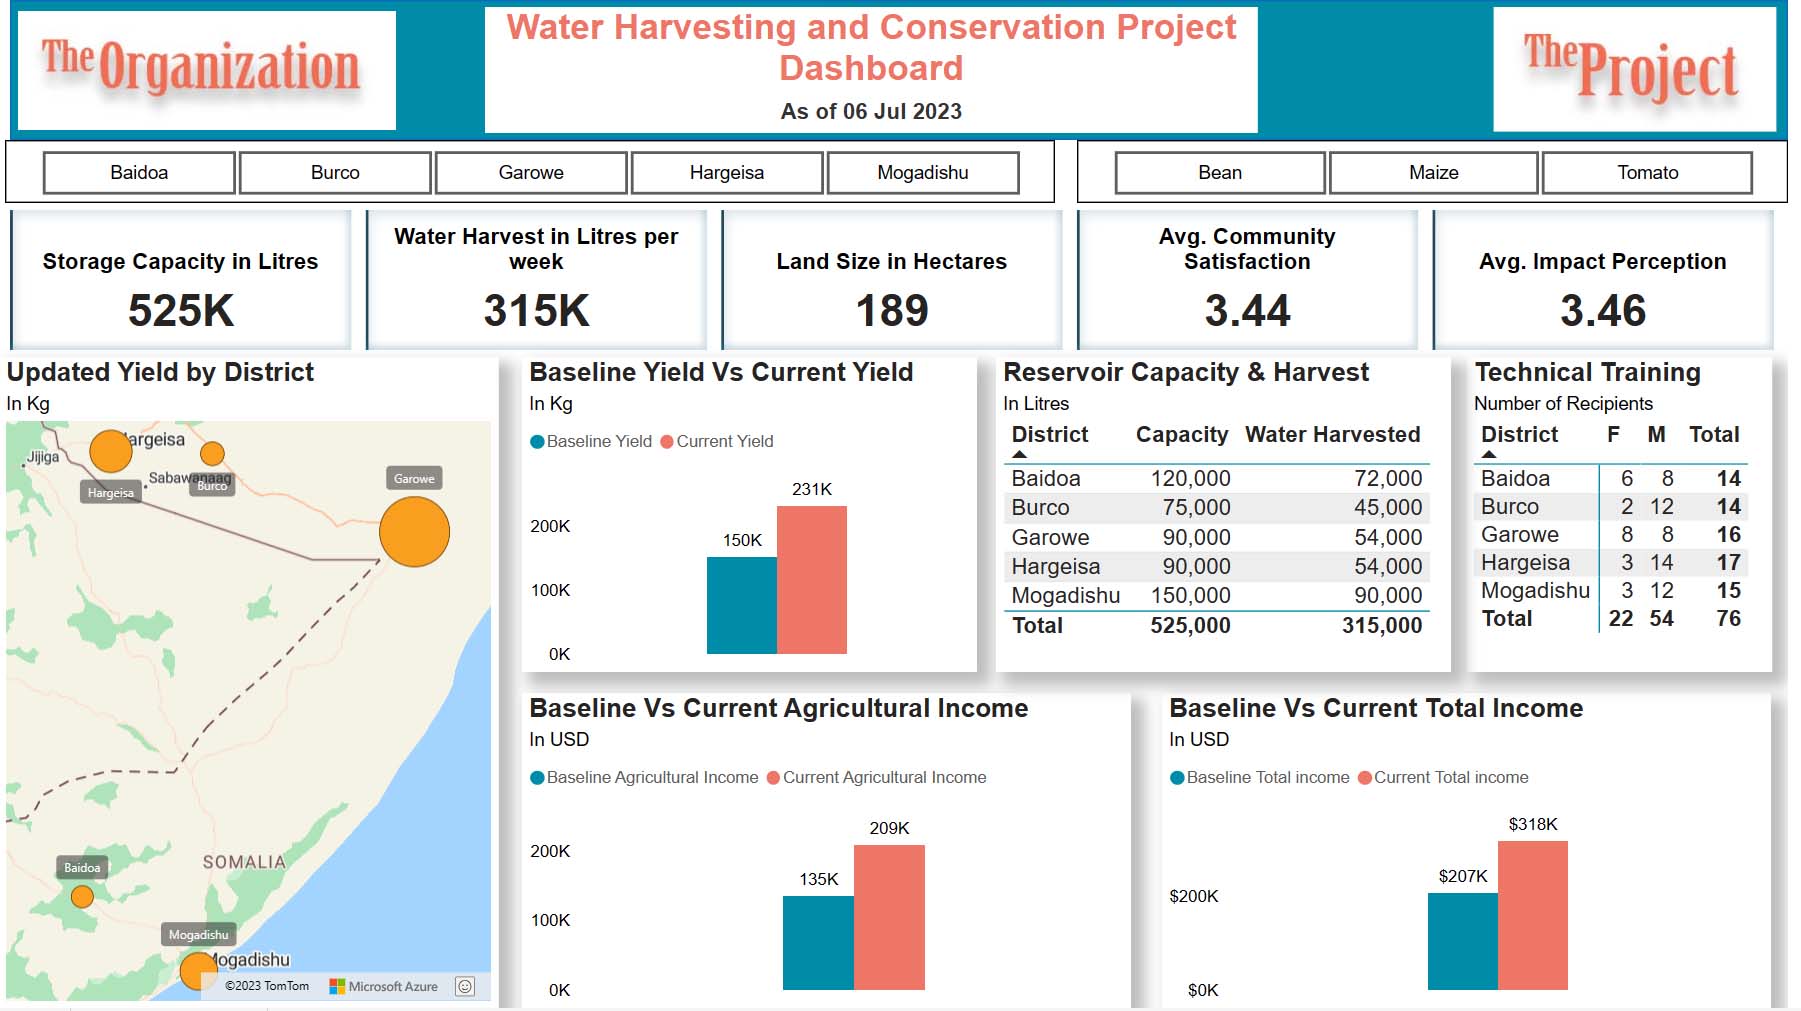 The Organization
Water Harvesting and Conservation Project
Dashboard
As of 06 Jul 2023
The Project
Baidoa
Burco
Garowe
Hargeisa
Mogadishu
Bean
Maize
Tomato
Storage Capacity in Litres
525K
Water Harvest in Litres per
week
315K
Land Size in Hectares
189
Avg. Community
Satisfaction
3.44
Avg. Impact Perception
3.46
Updated Yield by District
In Kg
argeisa
Jijiga
Sabawanaag
Hargeisa
Burco
Garowe
SOMALIA
Baidoa
Mogadishu
Mogadishu
©2023 TomTom
Microsoft Azure
Baseline Yield Vs Current Yield
In Kg
Baseline Yield Current Yield
231K
200K
150K
100K
0K
Reservoir Capacity & Harvest
In Litres
District Capacity Water Harvested
Baidoa 120,000 72,000
Burco 75,000 45,000
Garowe 90,000 54,000
Hargeisa 90,000 54,000
Mogadishu 150,000 90,000
Total 525,000 315,000
Technical Training
Number of Recipients
District F M Total
Baidoa 6 8 14
Burco 2 12 14
Garowe 8 8 16
Hargeisa 3 14 17
Mogadishu 3 12 15
Total 22 54 76
Baseline Vs Current Agricultural Income
In USD
Baseline Agricultural Income Current Agricultural Income
209K
200K
135K
100K
0K
Baseline Vs Current Total Income
In USD
Baseline Total income Current Total income
$318K
$207K
$200K
$0K